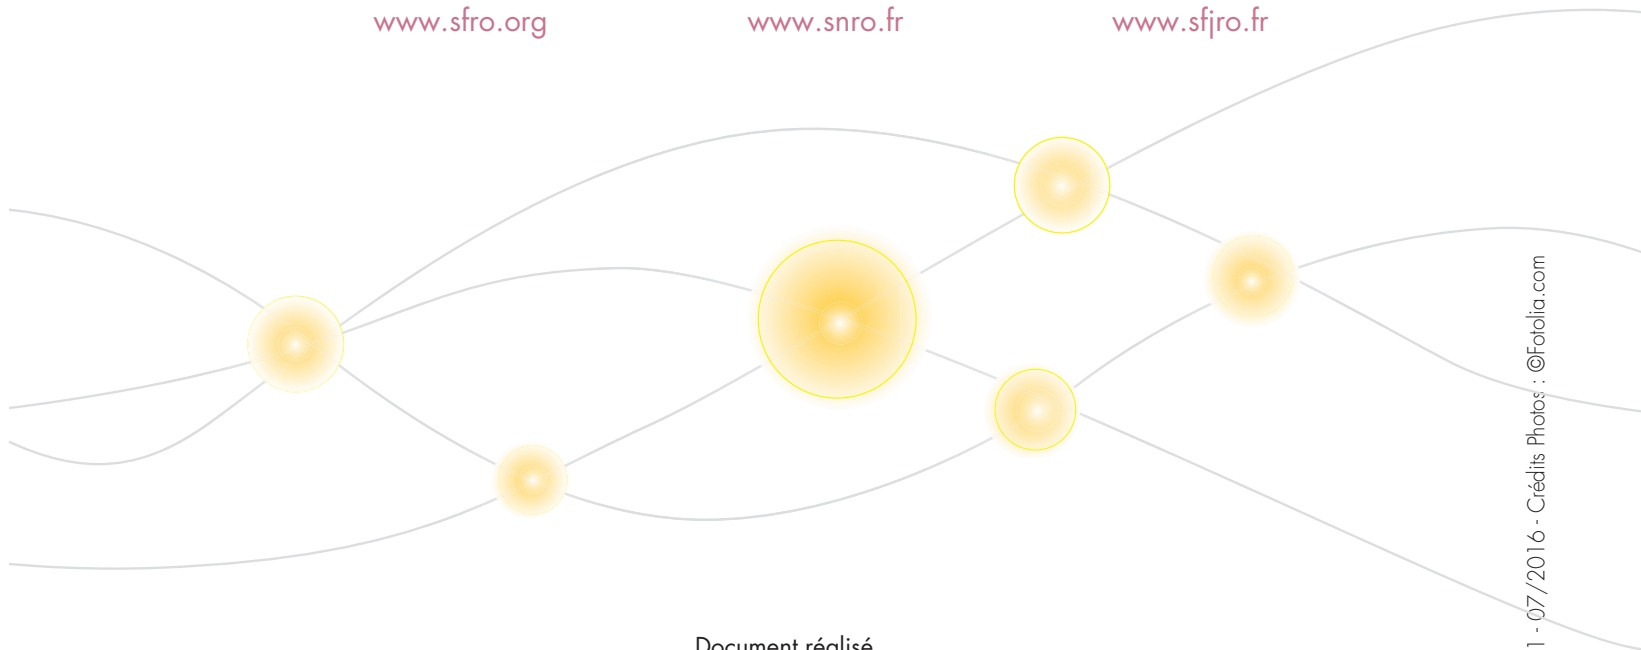 www.sfro.org
www.snro.fr
www.sfjro.fr
1 - 07/2016 - Crédits Photos : ©Fotolia.com
Document réalisé